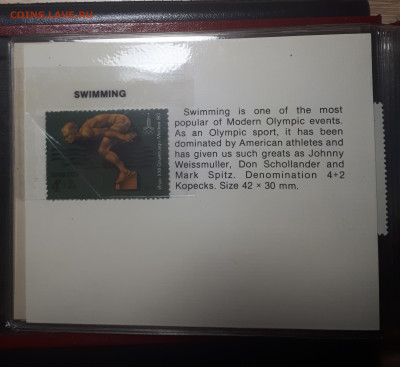 COIN8.LAVE.RU
SWIMMING
Swimming is one of the most
popular of Modern Olympic events.
As an Olympic sport, it has been
dominated by American athletes and
has given us such greats as Johnny
Weissmuller, Don Schollander and
Mark Spitz. Denomination 4+2
Kopecks. Size 42 × 30 mm.